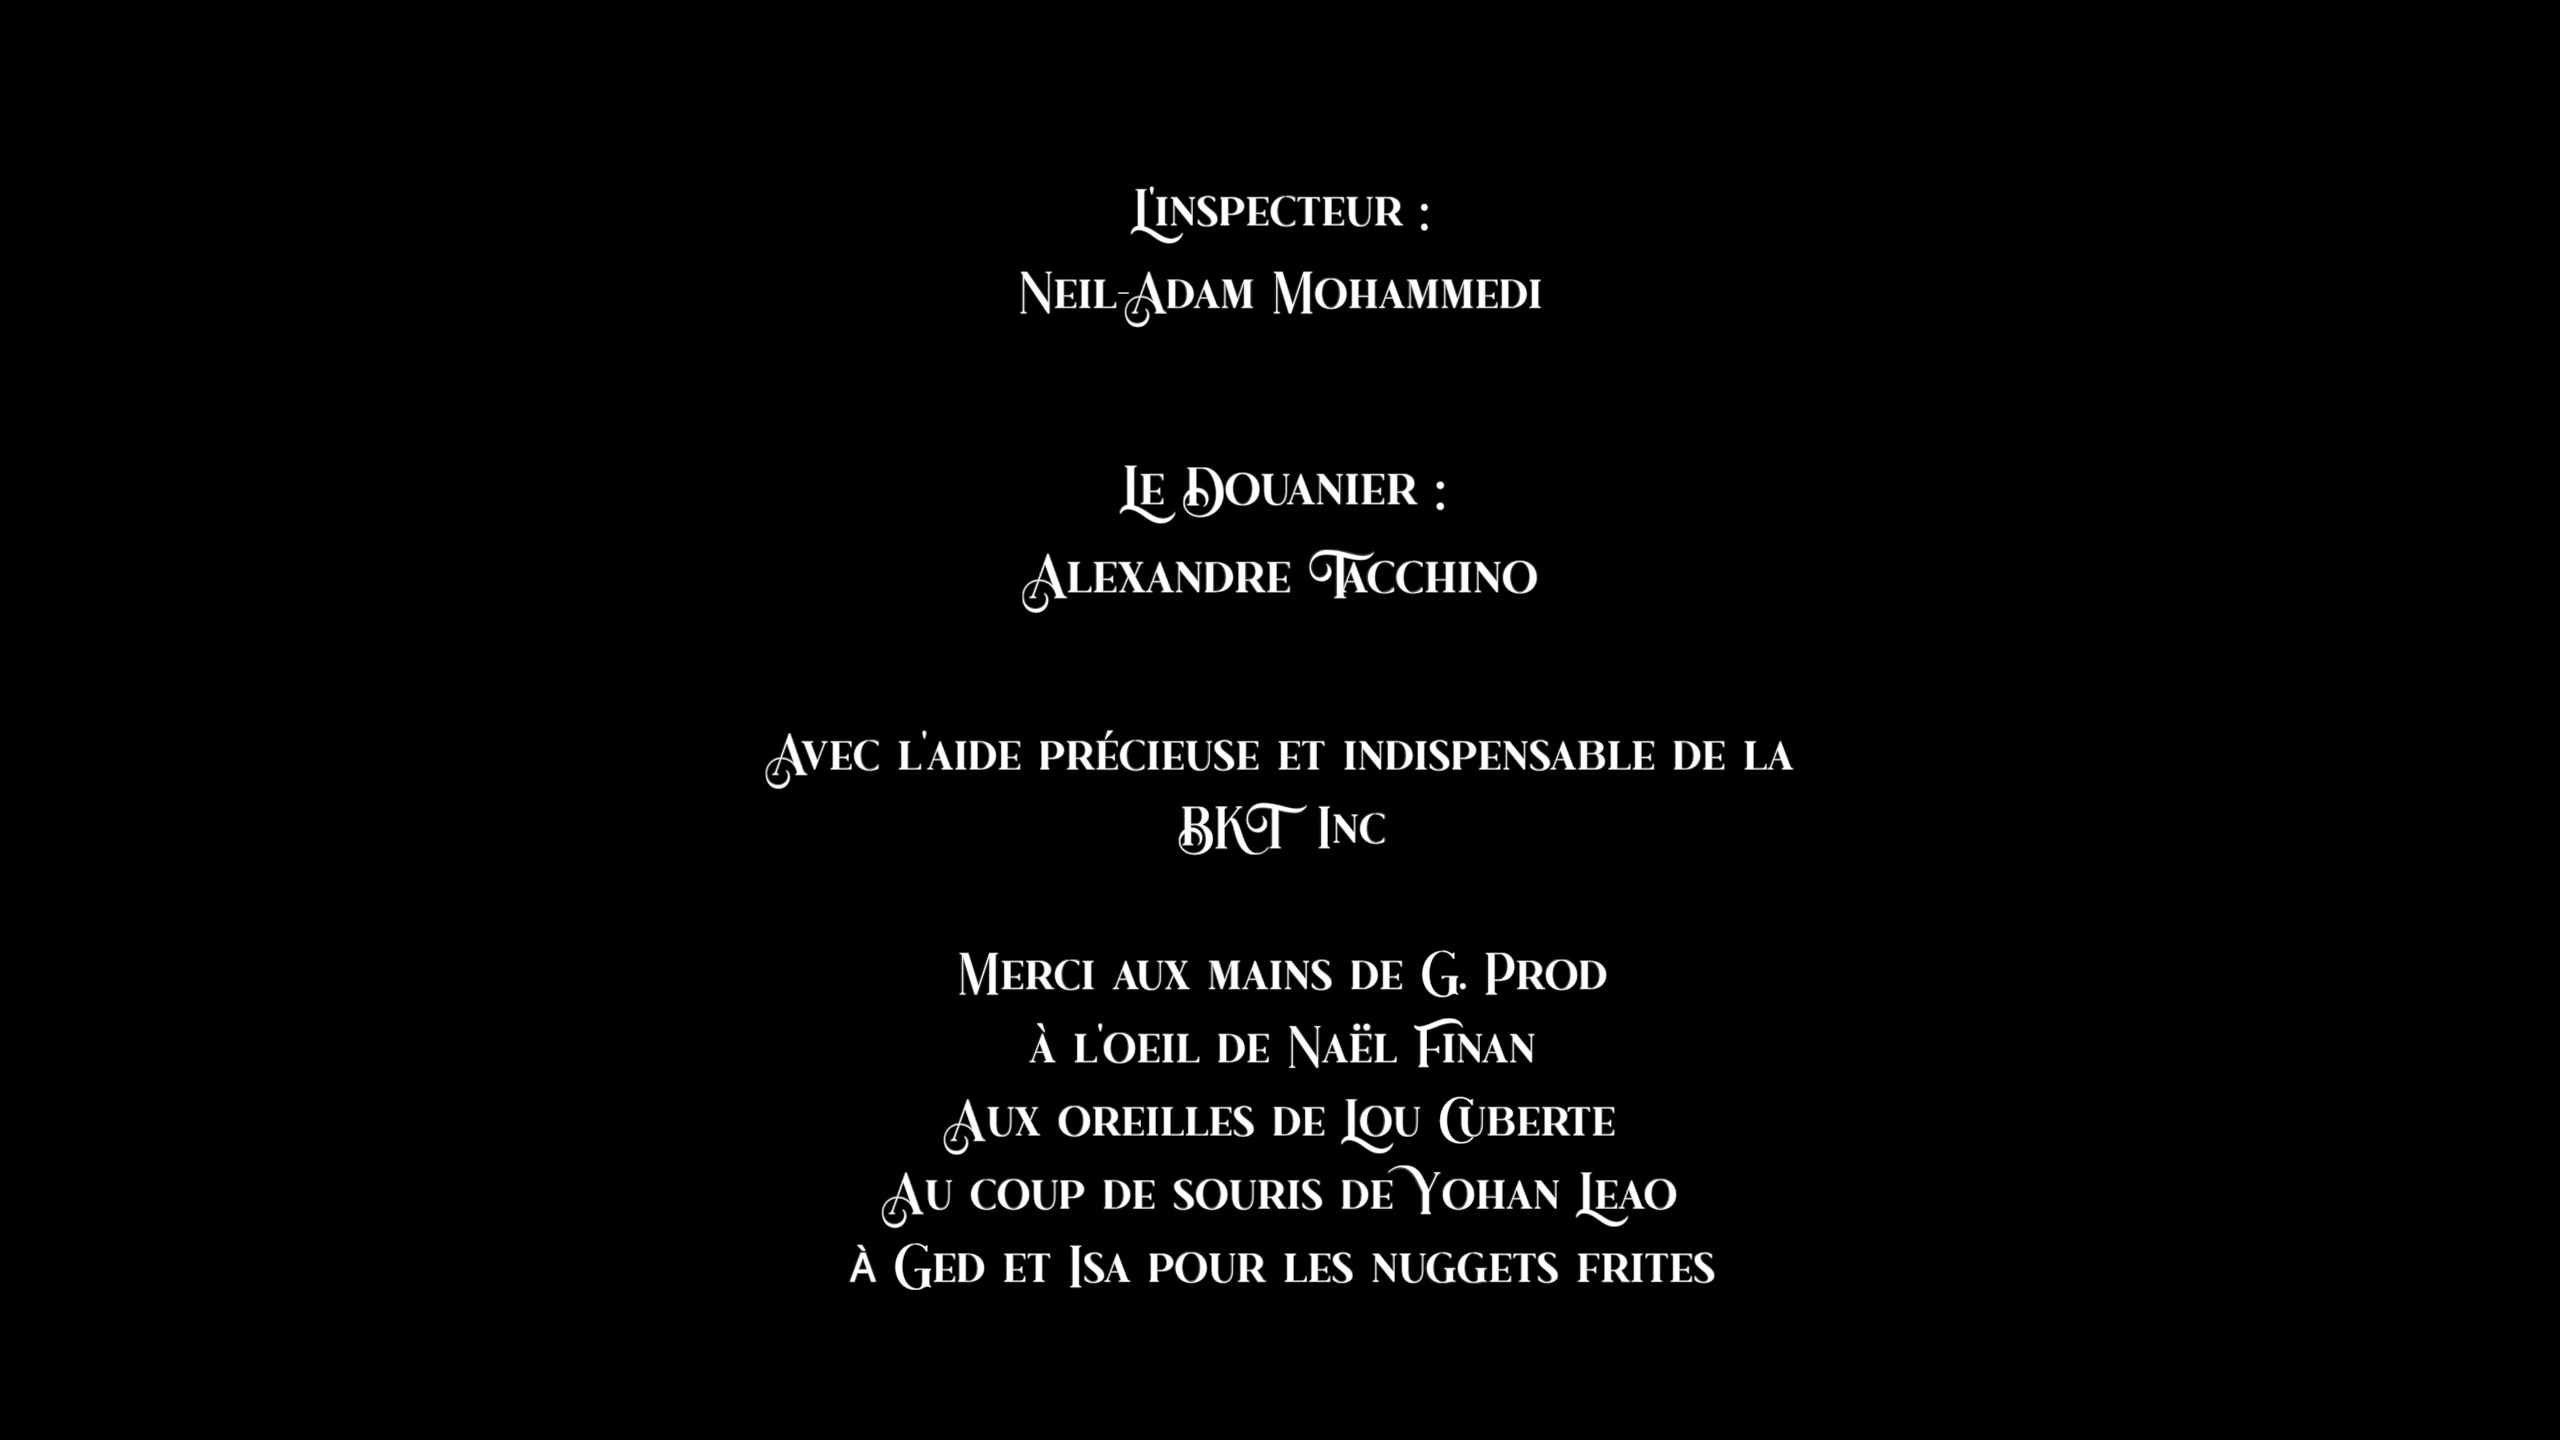 L'inspecteur :
Neil-Adam Mohammedi
Le Douanier :
Alexandre Tacchino
Avec l'aide précieuse et indispensable de la
BKT Inc
Merci aux mains de G. Prod
à l'oeil de Naël Finan
Aux oreilles de Lou Cuberte
Au coup de souris de Yohan Leao
à Ged et Isa pour les nuggets frites